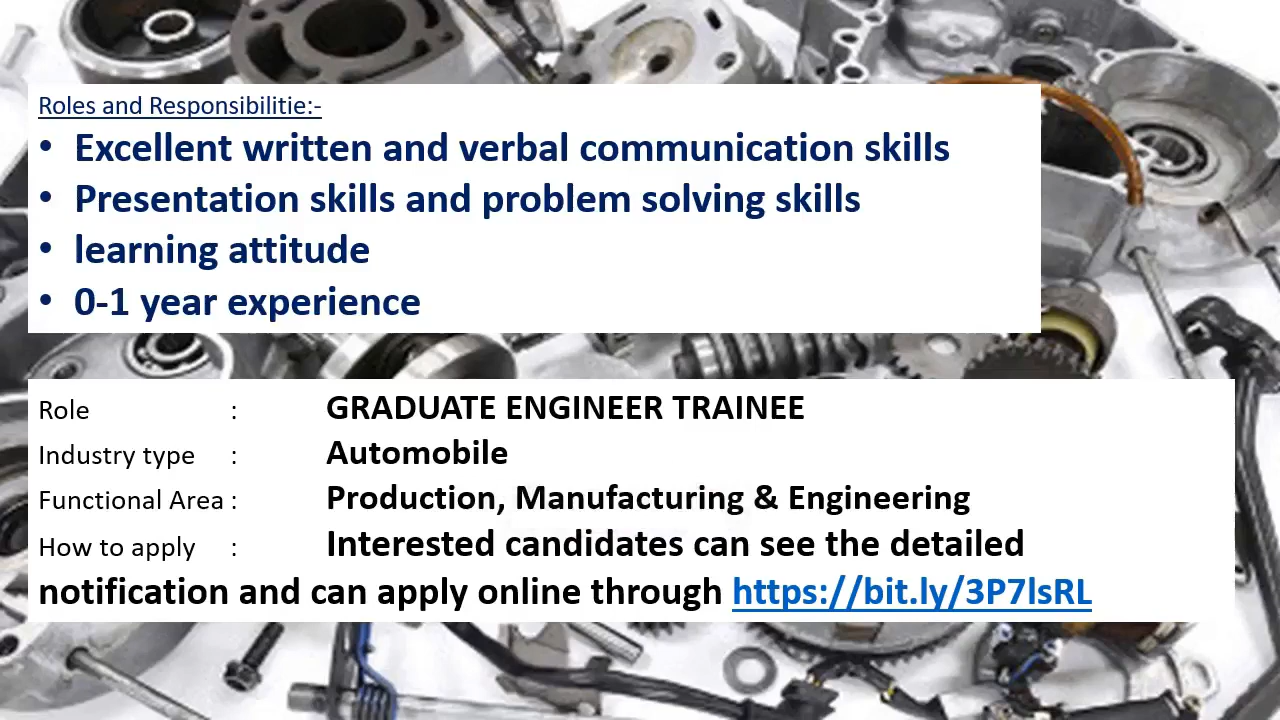 Roles and Responsibilitie:-
• Excellent written and verbal communication skills
• Presentation skills and problem solving skills
• learning attitude
• 0-1 year experience
Role : GRADUATE ENGINEER TRAINEE
Industry type : Automobile
Functional Area : Production, Manufacturing & Engineering
How to apply : Interested candidates can see the detailed
notification and can apply online through https://bit.ly/3P7lsRL